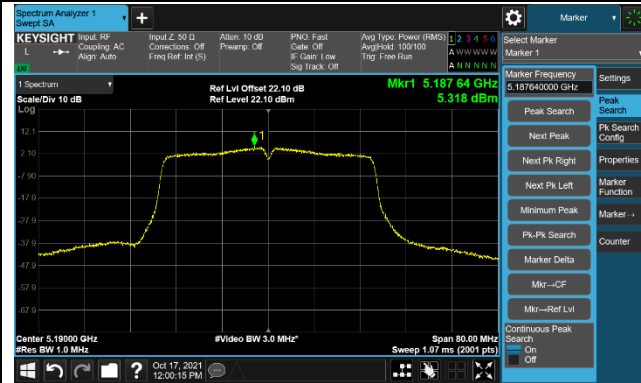 Spectrum Analyzer 1
Swept SA
+
Marker
KEYSIGHT
L
Input: RF
Coupling: AC
Align: Auto
Input Z: 50 Ω
Corrections: Off
Freq Ref: Int (S)
Atten: 10 dB
Preamp: Off
PNO: Fast
Gate: Off
IF Gain: Low
Sig Track: Off
Avg Type: Power (RMS)
Avg|Hold: 100/100
Trig: Free Run
1 2 3 4 5 6
A W W W W W
A N N N N N
LM
Select Marker
Marker 1
1 Spectrum
Scale/Div 10 dB
Log
Ref Lvl Offset 22.10 dB
Ref Level 22.10 dBm
Mkr1 5.187 64 GHz
5.318 dBm
12.1
2.10
-7.90
-17.9
-27.9
-37.9
-47.9
-57.9
-67.9
1
Center 5.19000 GHz
#Res BW 1.0 MHz
#Video BW 3.0 MHz*
Span 80.00 MHz
Sweep 1.07 ms (2001 pts)
Marker Frequency
5.187640000 GHz
Peak Search
Next Peak
Next Pk Right
Next Pk Left
Minimum Peak
Pk-Pk Search
Marker Delta
Mkr→CF
Mkr→Ref Lvl
Continuous Peak
Search
On
Off
Settings
Peak
Search
Pk Search
Config
Properties
Marker
Function
Marker→
Counter
?
Oct 17, 2021
12:00:15 PM